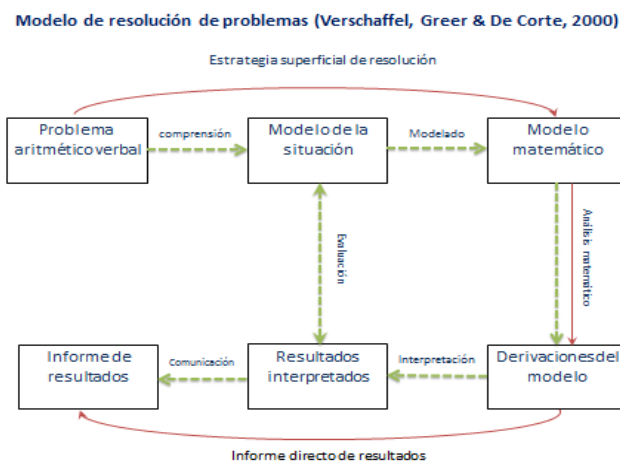 Modelo de resolución de problemas (Verschaffel, Greer & De Corte, 2000)
Estrategia superficial de resolución
Problema
aritmético verbal
comprensión
Modelo de la
situación
Modelado
Modelo
matemático
Evaluación
Análisis matemático
Informe de
resultados
Comunicación
Resultados
interpretados
Interpretación
Derivaciones del
modelo
Informe directo de resultados